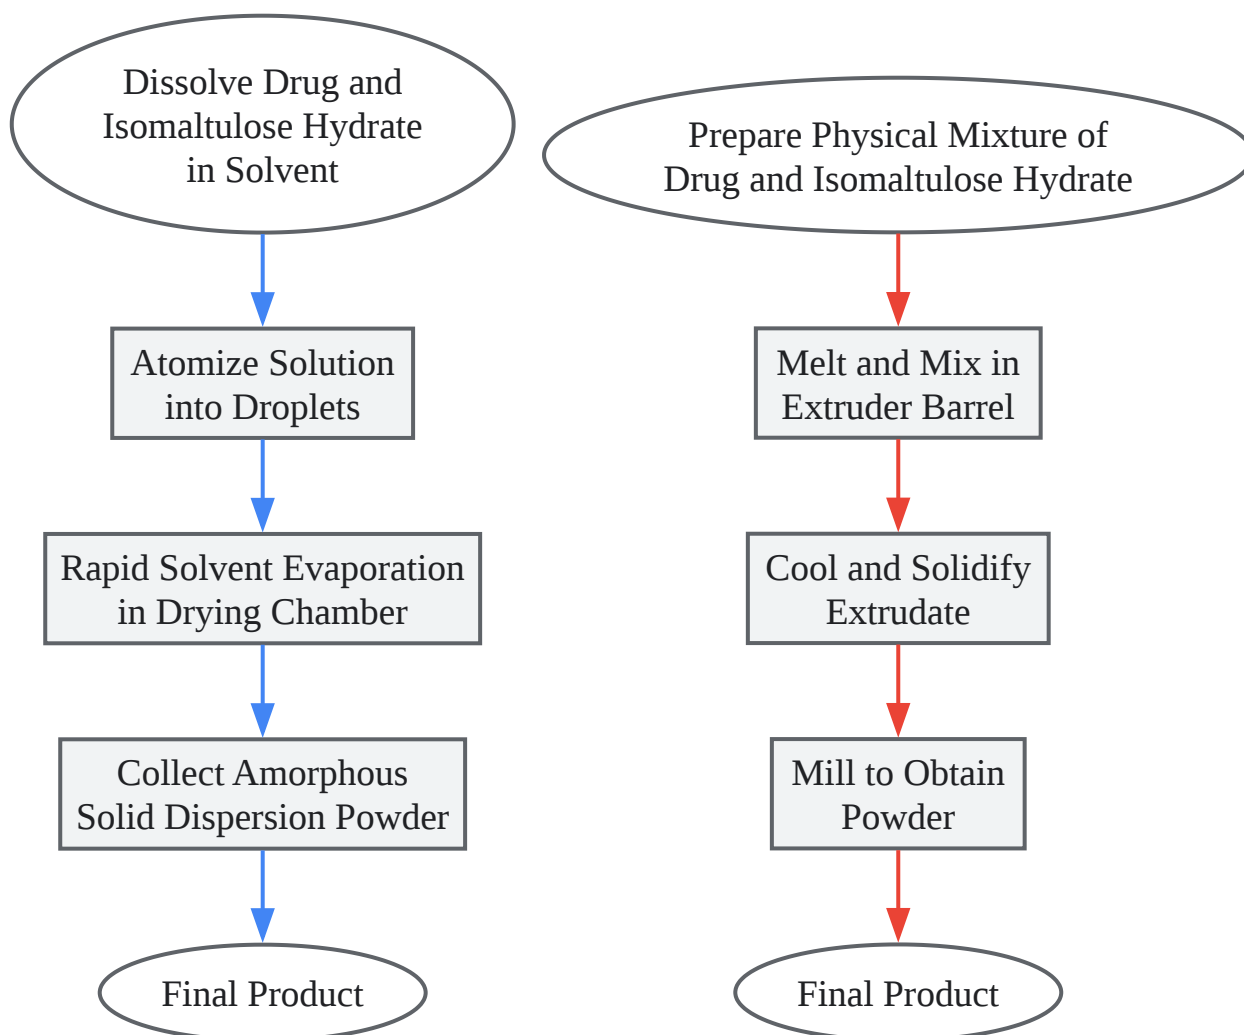 Dissolve Drug and
Isomaltulose Hydrate
in Solvent
Atomize Solution
into Droplets
Rapid Solvent Evaporation
in Drying Chamber
Collect Amorphous
Solid Dispersion Powder
Final Product
Prepare Physical Mixture of
Drug and Isomaltulose Hydrate
Melt and Mix in
Extruder Barrel
Cool and Solidify
Extrudate
Mill to Obtain
Powder
Final Product